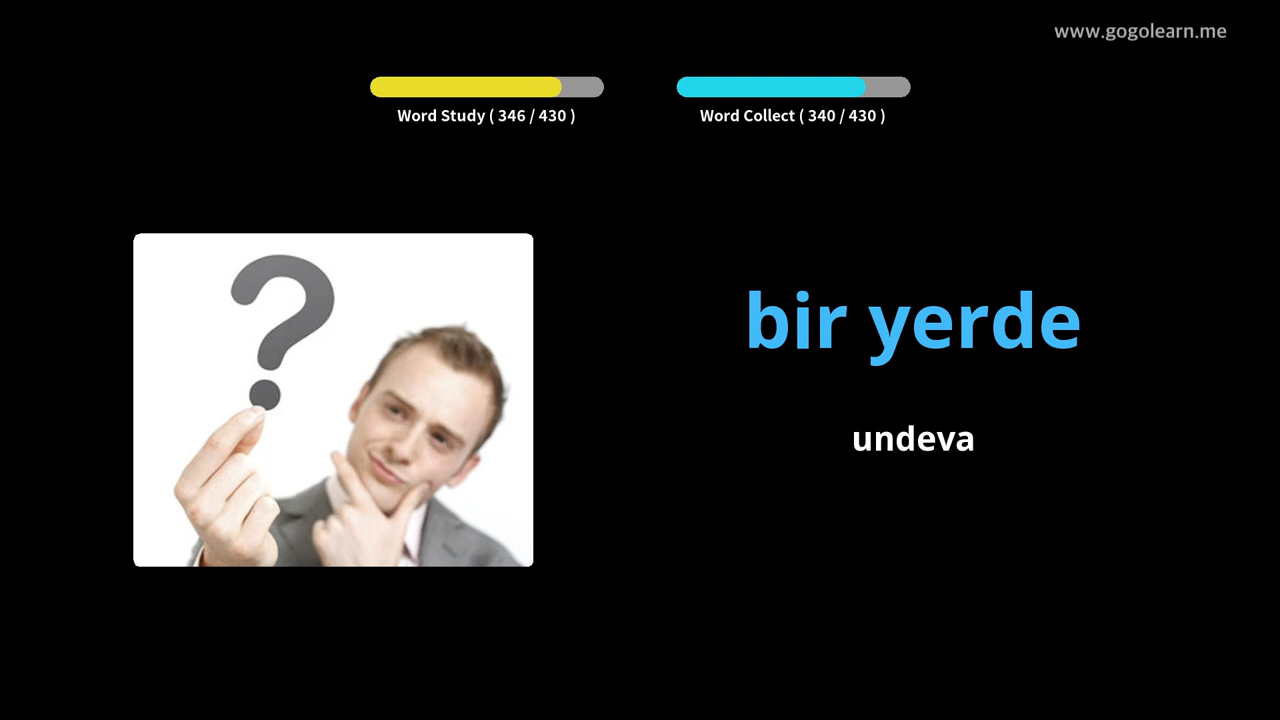 www.gogolearn.me
Word Study ( 346 / 430 )
Word Collect ( 340 / 430 )
bir yerde
undeva